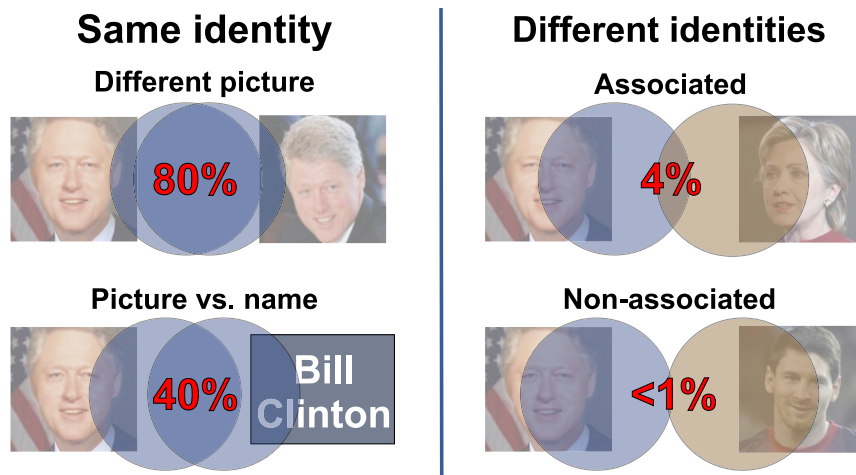 Same identity
Different picture
80%
Picture vs. name
40%
Bill
Clinton
Different identities
Associated
4%
Non-associated
<1%